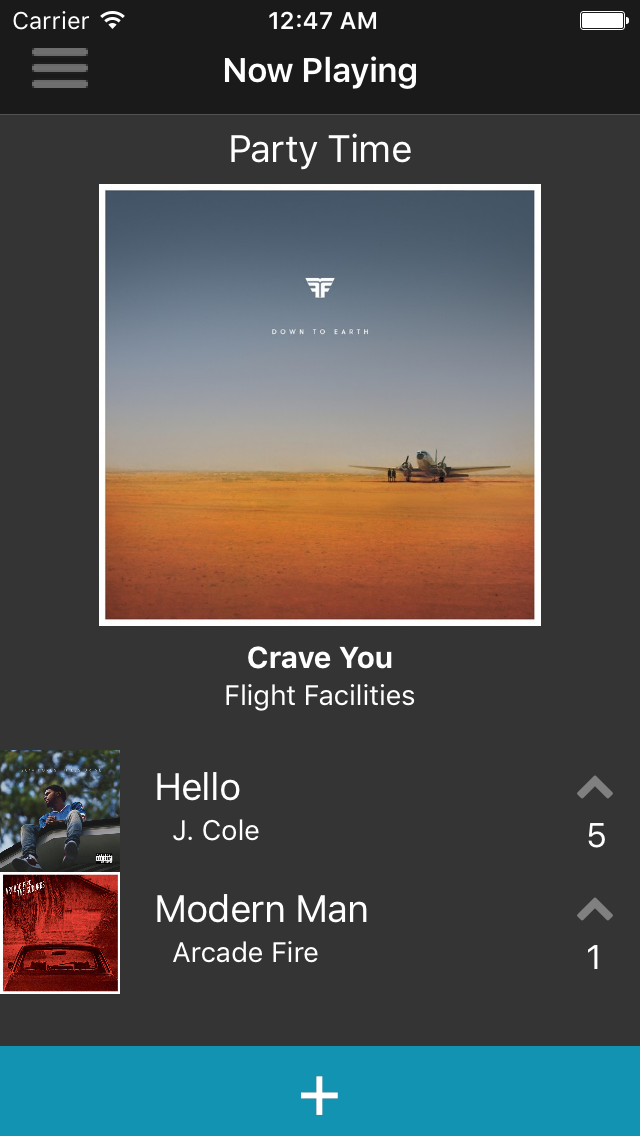 Carrier 12:47 AM
Now Playing
Party Time
FF
DOWN TO EARTH
Crave You
Flight Facilities
Hello
J. Cole
5
Modern Man
Arcade Fire
1
+